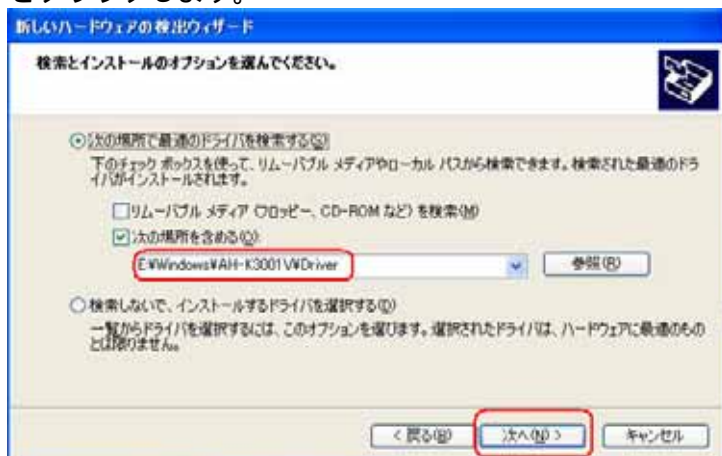 をクリックします。
新しいハードウェアの検出ウィザード
検索とインストールのオプションを選んでください。
次の場所で最適のドライバを検索する(S)
下のチェック ボックスを使って、リムーバブル メディアやローカル パスから検索できます。検索された最適のドラ
イバがインストールされます。
リムーバブル メディア (フロッピー、CD-ROM など) を検索(M)
次の場所を含める(O):
E¥Windows¥AH-K3001V¥Driver
参照(R)
検索しないで、インストールするドライバを選択する(D)
一覧からドライバを選択するには、このオプションを選びます。選択されたドライバは、ハードウェアに最適のもの
とは限りません。
< 戻る(B)
次へ(N) >
キャンセル